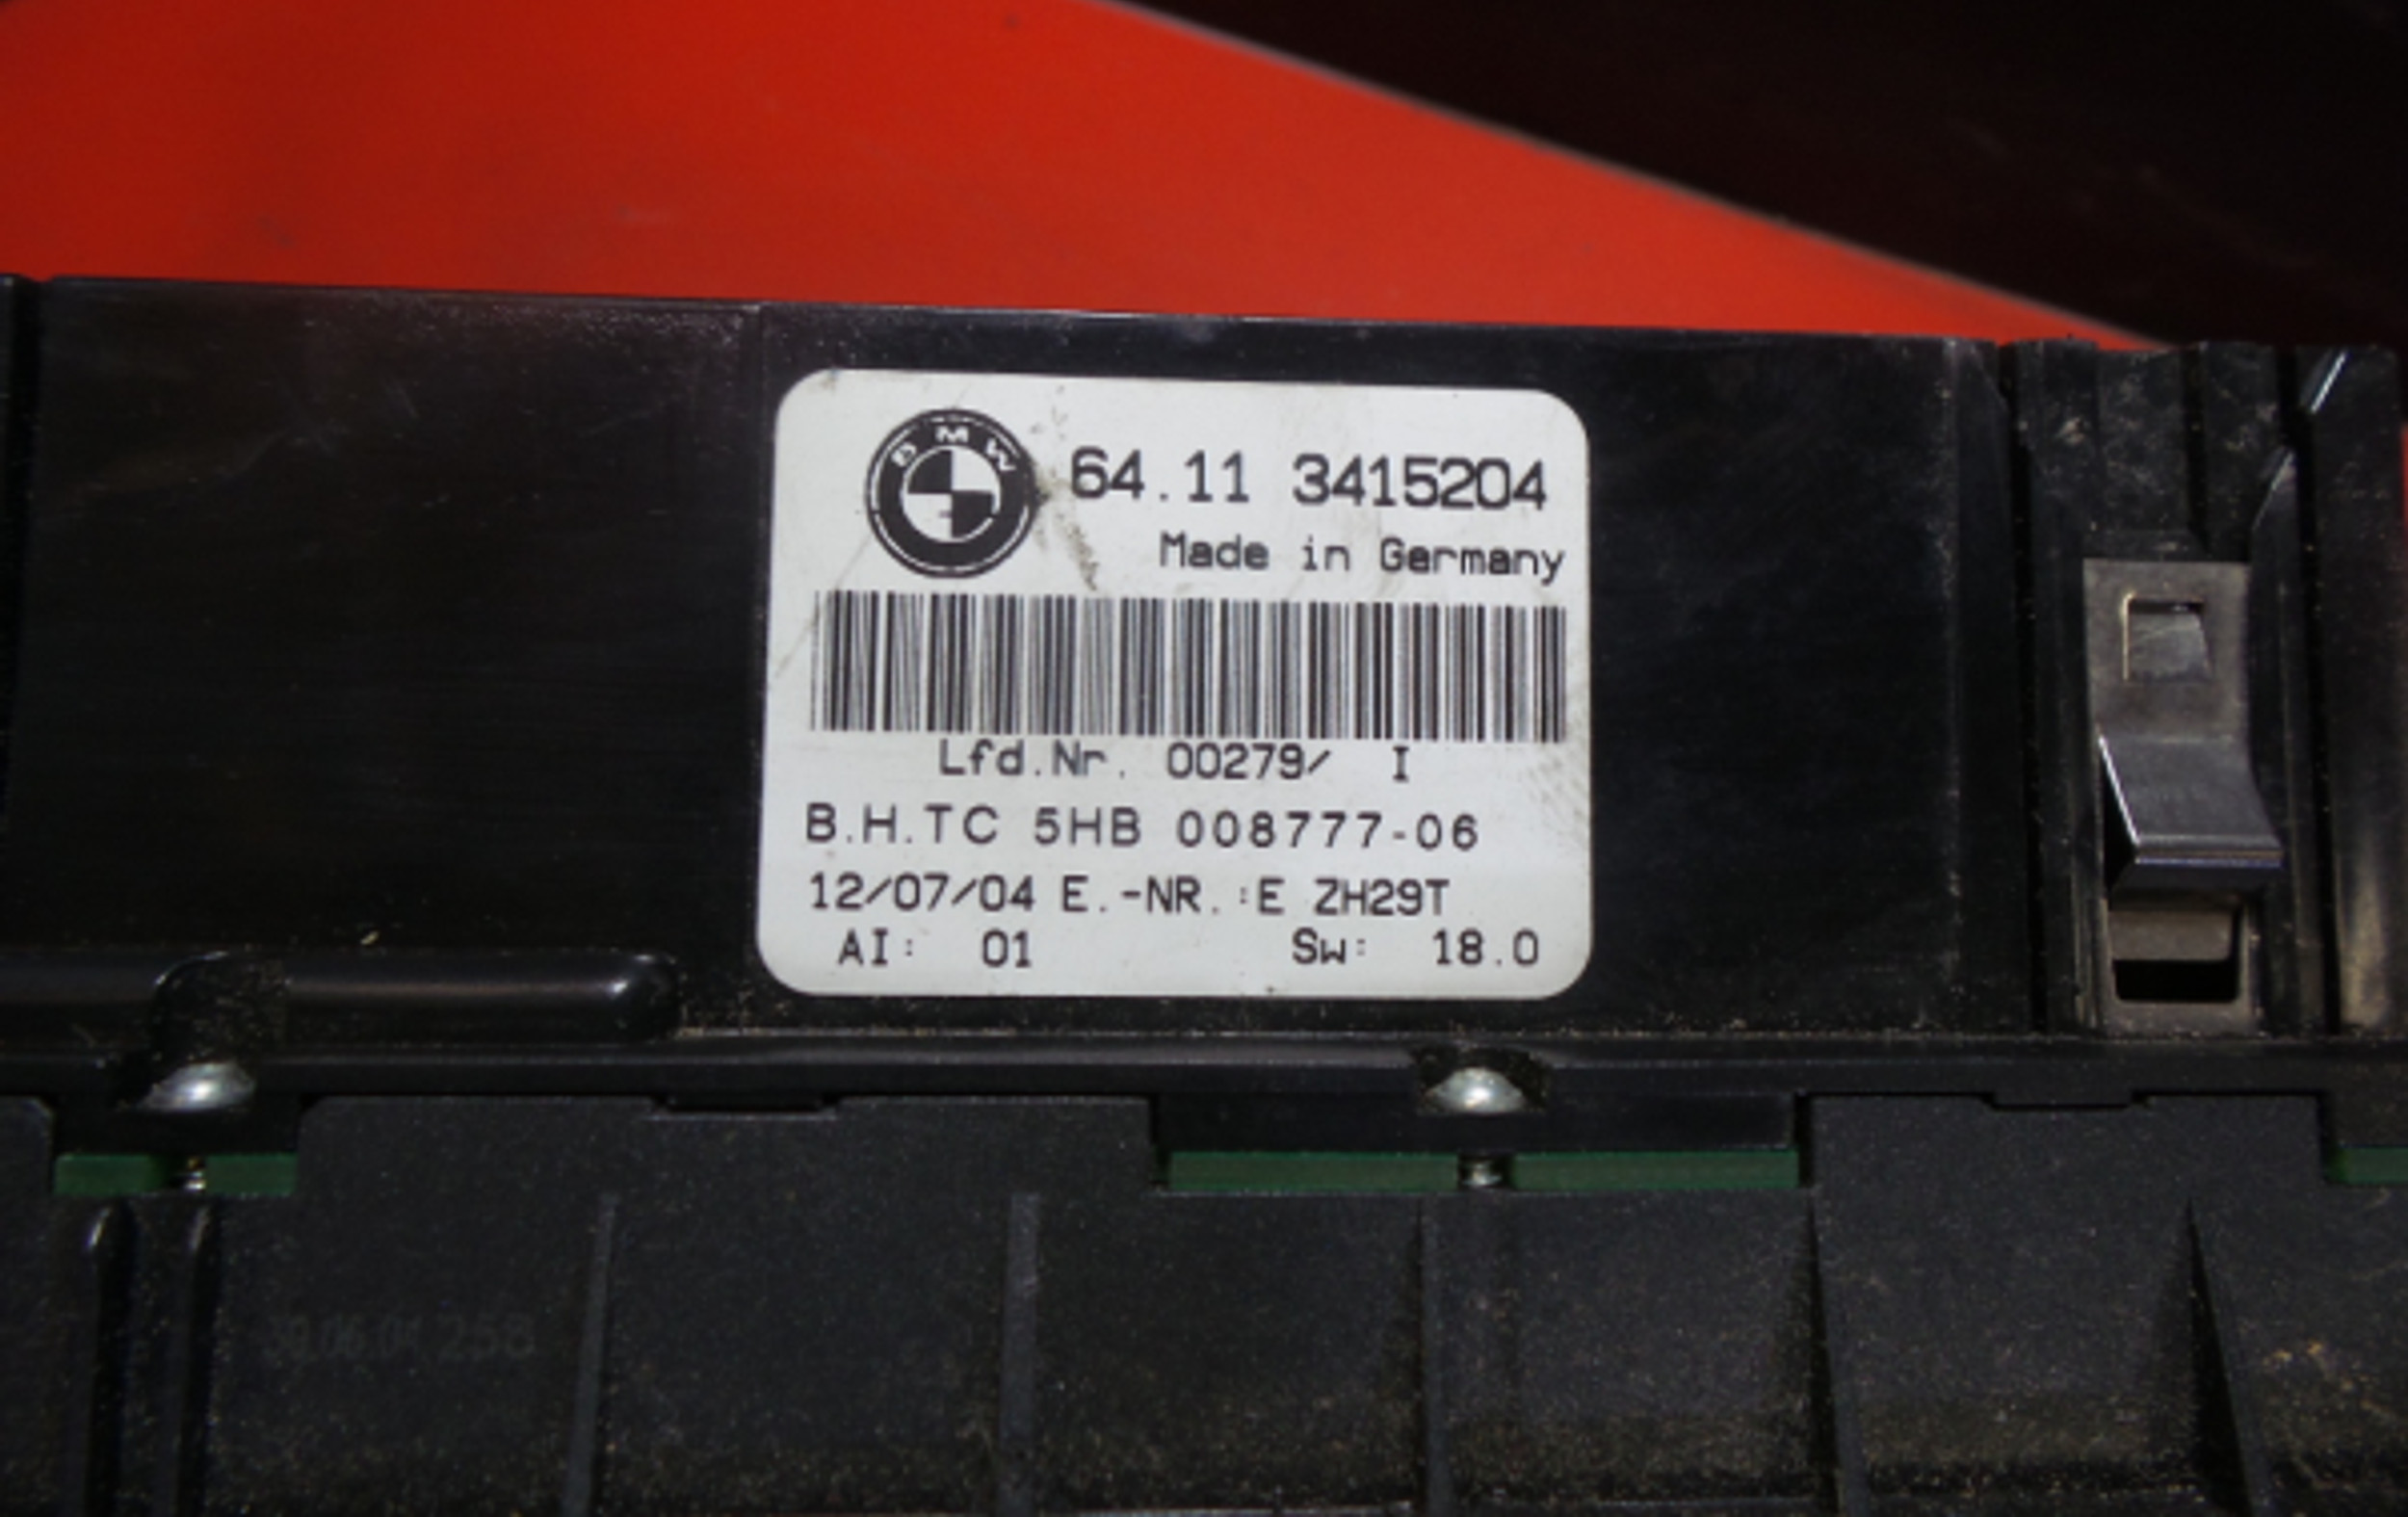 BMW
64.11 3415204
Made in Germany
Lfd.Nr. 00279/ I
B.H.TC 5HB 008777-06
12/07/04 E.-NR.:E ZH29T
AI: 01 Sw: 18.0